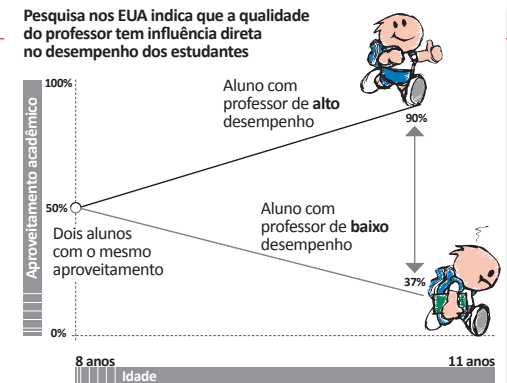 Pesquisa nos EUA indica que a qualidade
do professor tem influência direta
no desempenho dos estudantes
100%
Aluno com
professor de alto
desempenho
90%
Aproveitamento acadêmico
50%
Dois alunos
com o mesmo
aproveitamento
Aluno com
professor de baixo
desempenho
37%
0%
8 anos
11 anos
Idade